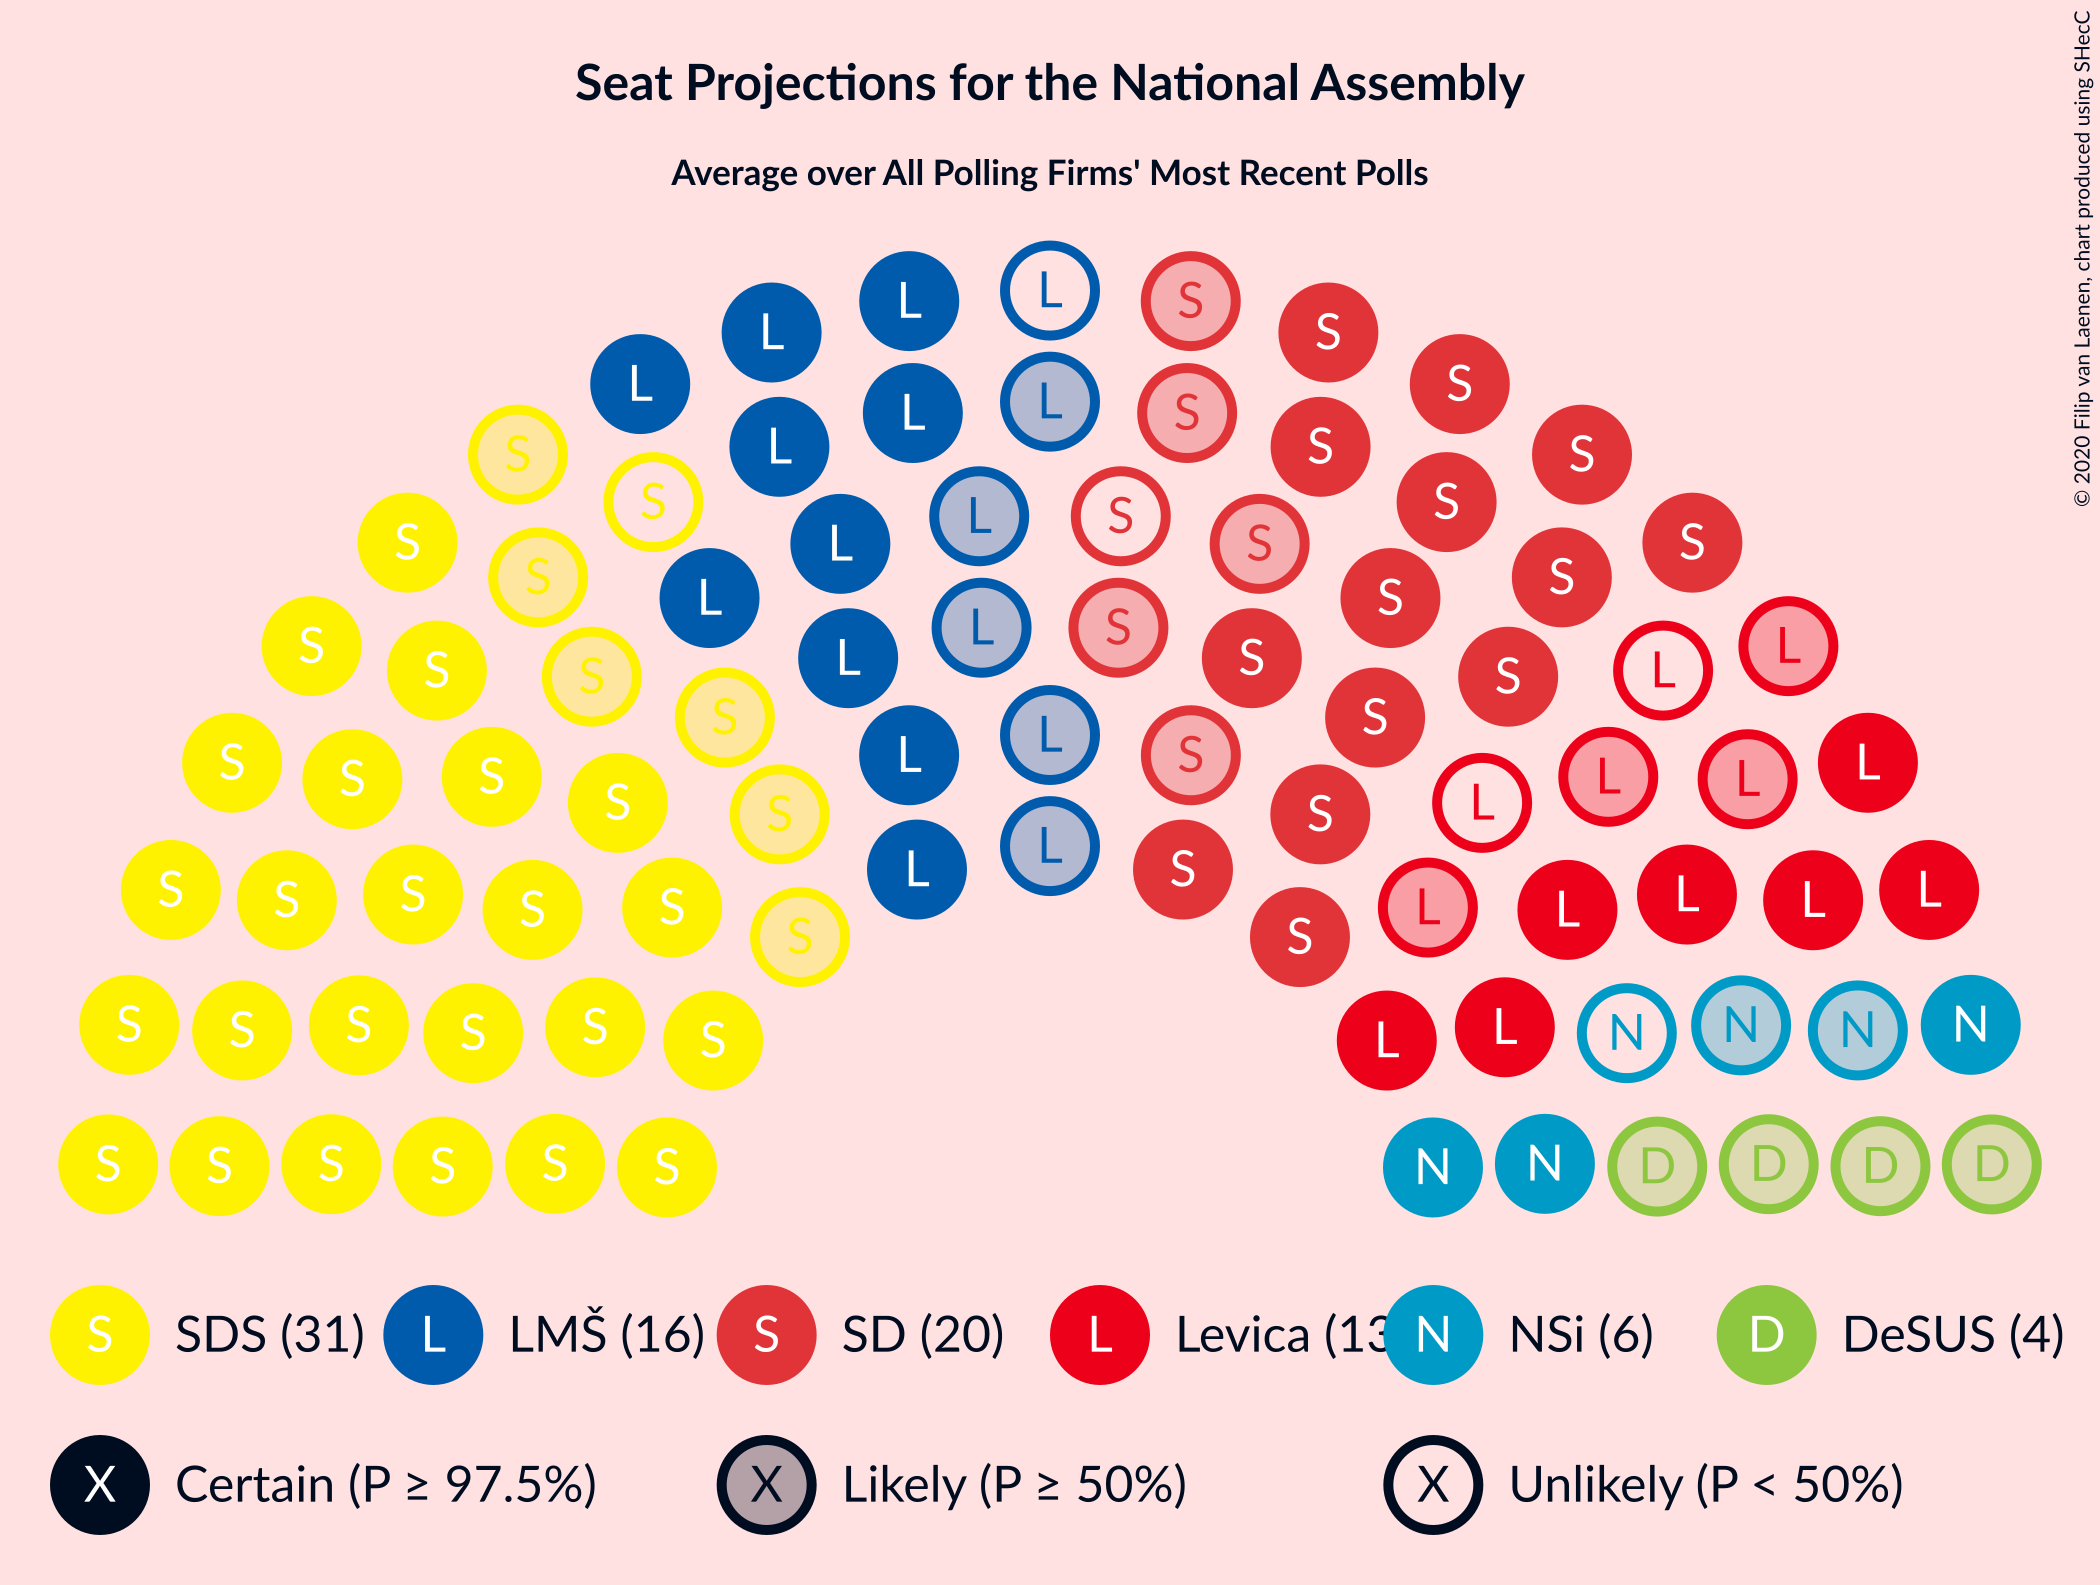 Seat Projections for the National Assembly
Average over All Polling Firms' Most Recent Polls
© 2020 Filip van Laenen, chart produced using SHecC
L L L L S S S
S L L L S S S S
S S L L S S S S
S S L L S S S S
S S S L L S S S L L
S S S S S L L S S L L L L
S S S S S S L L S S L L L L L
S S S S S S L L N N N N
S S S S S S N N D D D D
S SDS (31) L LMŠ (16) S SD (20) L Levica (13 N NSi (6) D DeSUS (4)
X Certain (P ≥ 97.5%) X Likely (P ≥ 50%) X Unlikely (P < 50%)